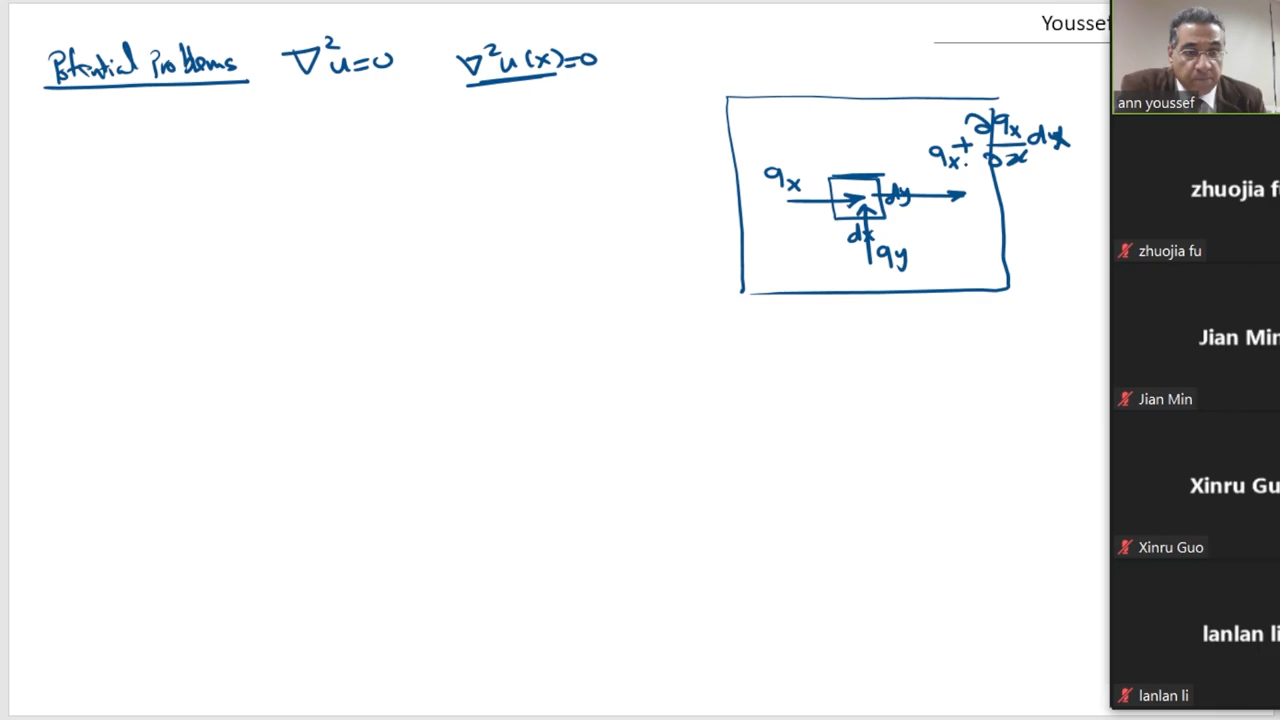 Youssef
Potential Problems ∇²u=0 ∇²u(x)=0
qx
qx + ∂qx/∂x dx
dy
dx
qy
ann youssef
zhuojia fu
zhuojia fu
Jian Min
Jian Min
Xinru Gu
Xinru Guo
lanlan li
lanlan li